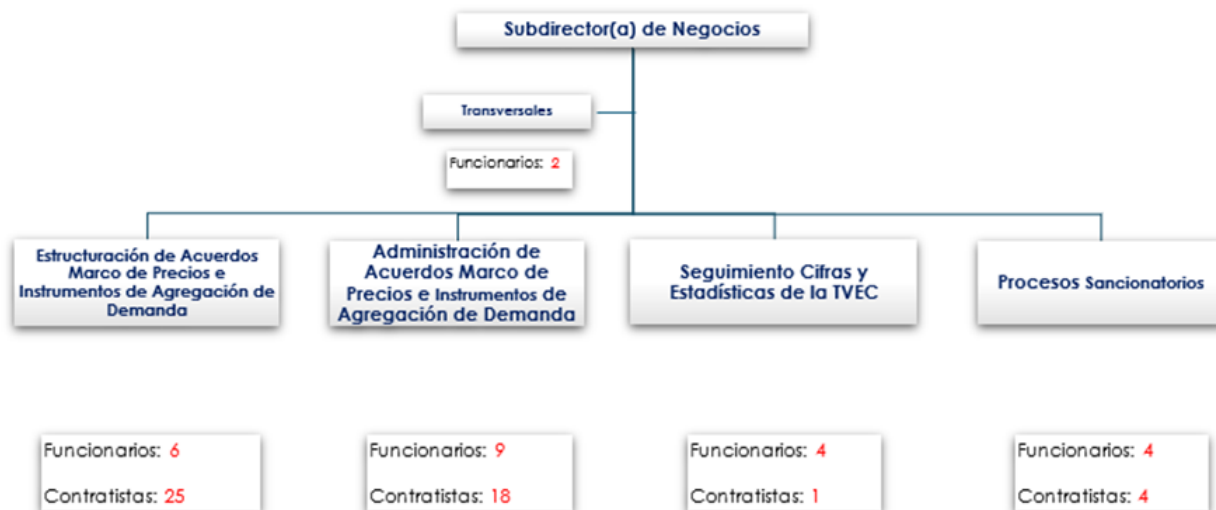 Subdirector(a) de Negocios
Transversales
Funcionarios: 2
Estructuración de Acuerdos
Marco de Precios e
Instrumentos de Agregación de
Demanda
Administración de
Acuerdos Marco de
Precios e Instrumentos de
Agregación de Demanda
Seguimiento Cifras y
Estadísticas de la TVEC
Procesos Sancionatorios
Funcionarios: 6
Contratistas: 25
Funcionarios: 9
Contratistas: 18
Funcionarios: 4
Contratistas: 1
Funcionarios: 4
Contratistas: 4